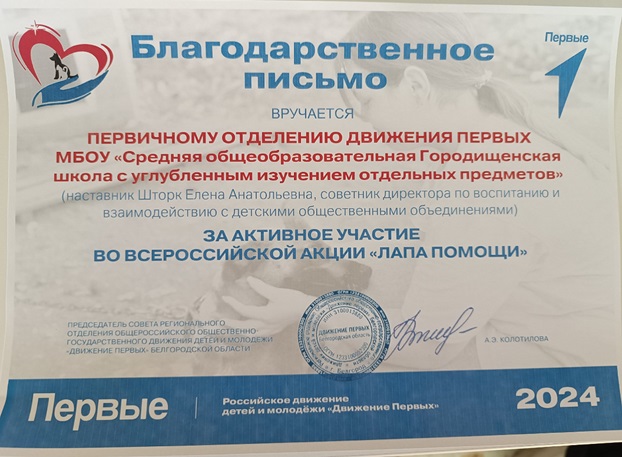 Благодарственное
письмо
Первые
ВРУЧАЕТСЯ
ПЕРВИЧНОМУ ОТДЕЛЕНИЮ ДВИЖЕНИЯ ПЕРВЫХ
МБОУ «Средняя общеобразовательная Городищенская
школа с углубленным изучением отдельных предметов»
(наставник Шторк Елена Анатольевна, советник директора по воспитанию и
взаимодействию с детскими общественными объединениями)
ЗА АКТИВНОЕ УЧАСТИЕ
ВО ВСЕРОССИЙСКОЙ АКЦИИ «ЛАПА ПОМОЩИ»
ПРЕДСЕДАТЕЛЬ СОВЕТА РЕГИОНАЛЬНОГО
ОТДЕЛЕНИЯ ОБЩЕРОССИЙСКОГО ОБЩЕСТВЕННО-
ГОСУДАРСТВЕННОГО ДВИЖЕНИЯ ДЕТЕЙ И МОЛОДЕЖИ
«ДВИЖЕНИЕ ПЕРВЫХ» БЕЛГОРОДСКОЙ ОБЛАСТИ
ДВИЖЕНИЕ ПЕРВЫХ
А.Э. КОЛОТИЛОВА
Первые
Российское движение
детей и молодёжи «Движение Первых»
2024